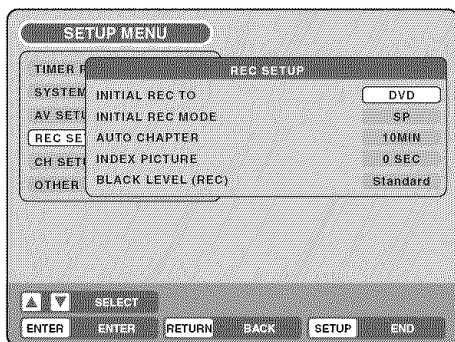 SETUP MENU
REC SETUP
TIMER
SYSTEM
AV SETU
REC SE
CH SETU
OTHER
INITIAL REC TO DVD
INITIAL REC MODE SP
AUTO CHAPTER 10MIN
INDEX PICTURE 0 SEC
BLACK LEVEL (REC) Standard
SELECT
ENTER ENTER RETURN BACK SETUP END